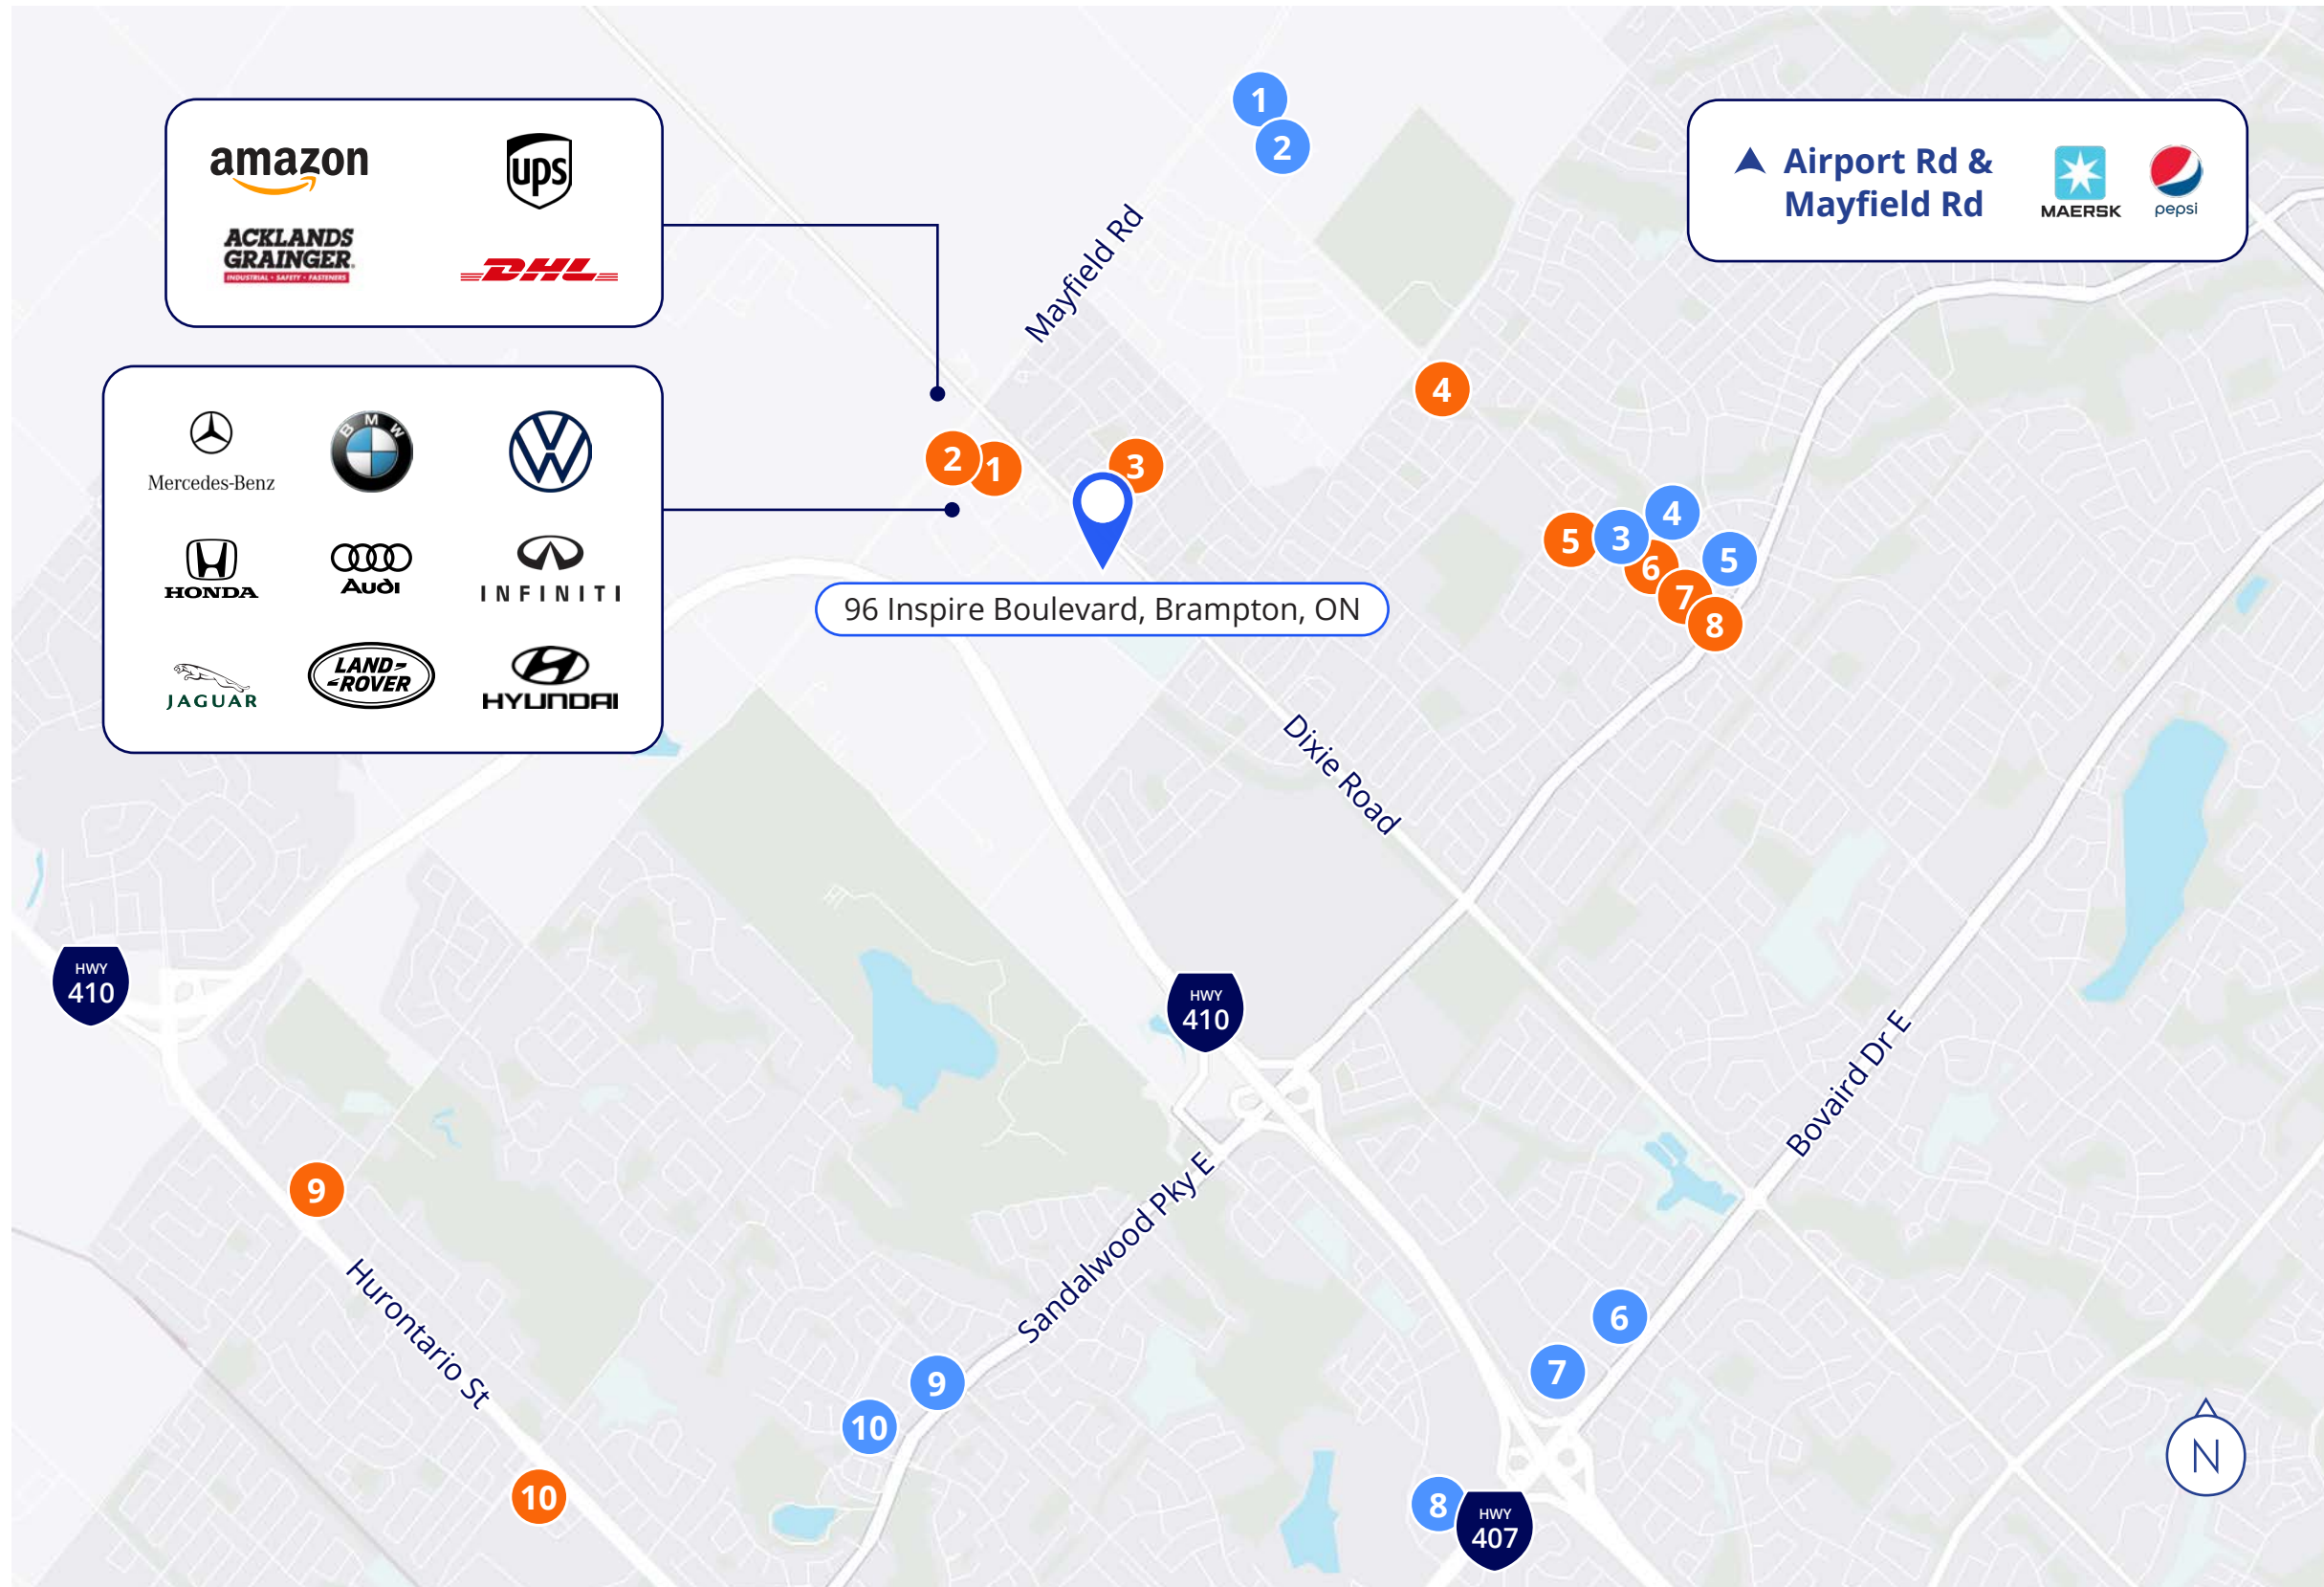 1
2
amazon
ups
ACKLANDS
GRAINGER
INDUSTRIAL • SAFETY • FASTENERS
DHL
Airport Rd &
Mayfield Rd
MAERSK
pepsi
Mayfield Rd
4
Mercedes-Benz
BMW
HONDA
Audi
INFINITI
JAGUAR
LAND-
-ROVER
HYUNDAI
2
1
3
96 Inspire Boulevard, Brampton, ON
5
3
4
6
5
7
8
Dixie Road
HWY
410
HWY
410
Bovaird Dr E
9
Hurontario St
Sandalwood Pky E
6
7
9
10
10
8
HWY
407
N